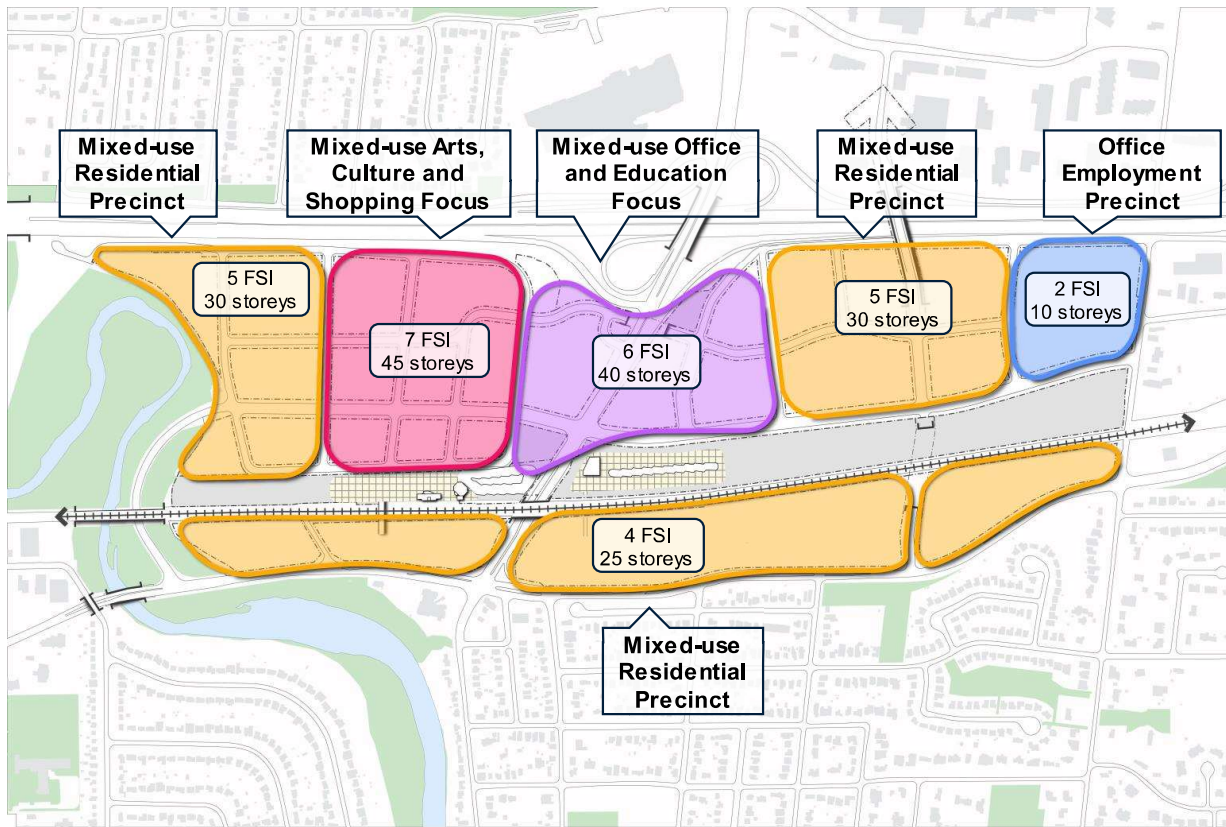 Mixed-use
Residential
Precinct
Mixed-use Arts,
Culture and
Shopping Focus
Mixed-use Office
and Education
Focus
Mixed-use
Residential
Precinct
Office
Employment
Precinct
5 FSI
30 storeys
7 FSI
45 storeys
6 FSI
40 storeys
5 FSI
30 storeys
2 FSI
10 storeys
4 FSI
25 storeys
Mixed-use
Residential
Precinct